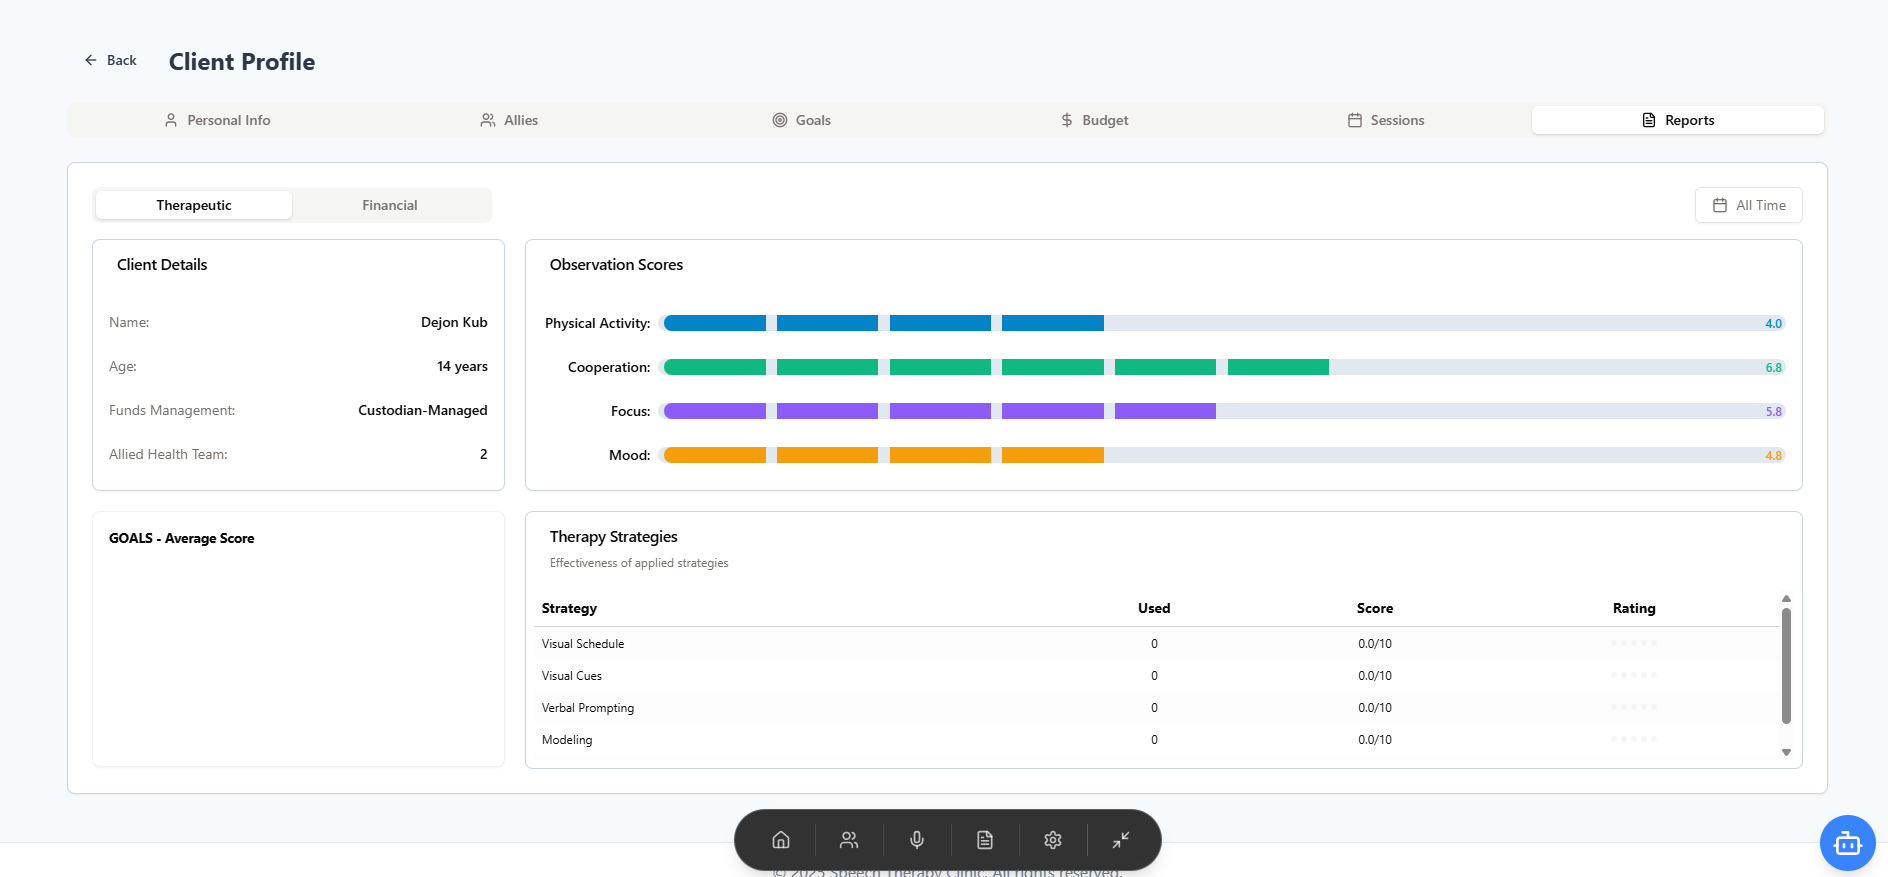 Back
Client Profile
Personal Info
Allies
Goals
Budget
Sessions
Reports
Therapeutic
Financial
All Time
Client Details
Name: Dejon Kub
Age: 14 years
Funds Management: Custodian-Managed
Allied Health Team: 2
Observation Scores
Physical Activity: 4.0
Cooperation: 6.8
Focus: 5.8
Mood: 4.8
GOALS - Average Score
Therapy Strategies
Effectiveness of applied strategies
Strategy Used Score Rating
Visual Schedule 0 0.0/10
Visual Cues 0 0.0/10
Verbal Prompting 0 0.0/10
Modeling 0 0.0/10
© 2025 Speech Therapy Clinic. All rights reserved.